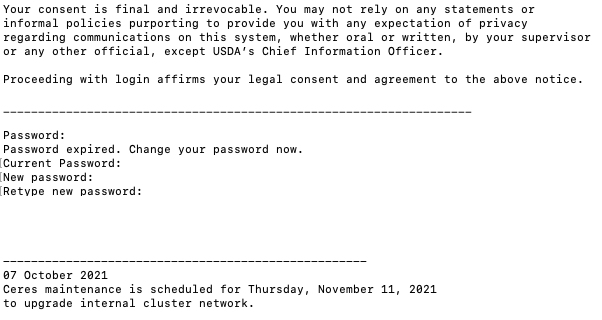 Your consent is final and irrevocable. You may not rely on any statements or
informal policies purporting to provide you with any expectation of privacy
regarding communications on this system, whether oral or written, by your supervisor
or any other official, except USDA's Chief Information Officer.
Proceeding with login affirms your legal consent and agreement to the above notice.
___________________________________________________________________
Password:
Password expired. Change your password now.
[Current Password:
[New password:
[Retype new password:
____________________________________________________
07 October 2021
Ceres maintenance is scheduled for Thursday, November 11, 2021
to upgrade internal cluster network.